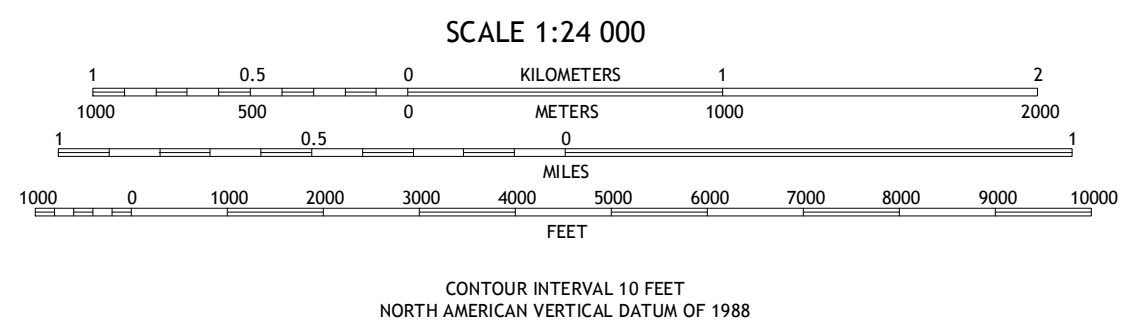 SCALE 1:24 000
1 0.5 0 KILOMETERS 1 2
1000 500 0 METERS 1000 2000
1 0.5 0 1
MILES
1000 0 1000 2000 3000 4000 5000 6000 7000 8000 9000 10000
FEET
CONTOUR INTERVAL 10 FEET
NORTH AMERICAN VERTICAL DATUM OF 1988